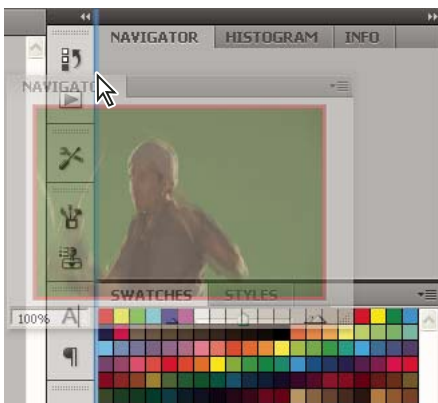 NAVIGATOR HISTOGRAM INFO
NAVIGATOR
SWATCHES STYLES
100%
A
¶